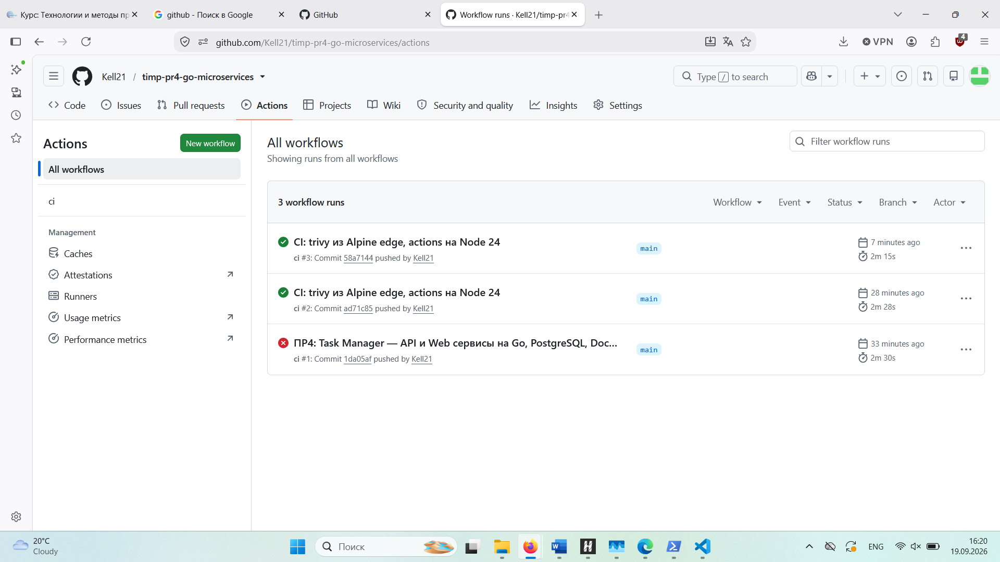 Курс: Технологии и методы пр
github - Поиск в Google
GitHub
Workflow runs · Kell21/timp-pr4
github.com/Kell21/timp-pr4-go-microservices/actions
VPN
4
Kell21 / timp-pr4-go-microservices
Type / to search
Code
Issues
Pull requests
Actions
Projects
Wiki
Security and quality
Insights
Settings
Actions
New workflow
All workflows
ci
Management
Caches
Attestations
Runners
Usage metrics
Performance metrics
All workflows
Showing runs from all workflows
Filter workflow runs
3 workflow runs
Workflow
Event
Status
Branch
Actor
CI: trivy из Alpine edge, actions на Node 24
ci #3: Commit 58a7144 pushed by Kell21
main
7 minutes ago
2m 15s
CI: trivy из Alpine edge, actions на Node 24
ci #2: Commit ad71c85 pushed by Kell21
main
28 minutes ago
2m 28s
ПР4: Task Manager — API и Web сервисы на Go, PostgreSQL, Doc...
ci #1: Commit 1da05af pushed by Kell21
main
33 minutes ago
2m 30s
20°C
Cloudy
Поиск
ENG
16:20
19.09.2026